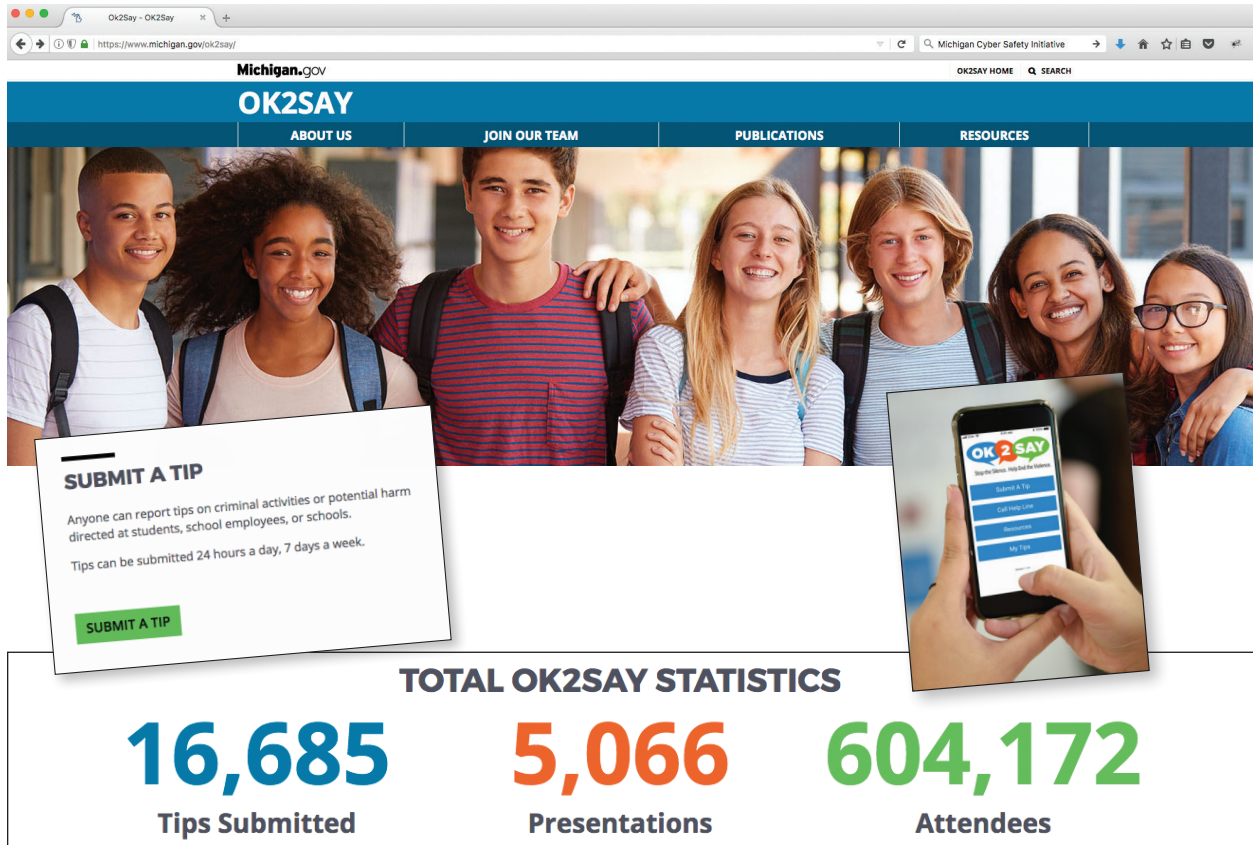 Ok2Say - OK2Say
https://www.michigan.gov/ok2say/
Michigan Cyber Safety Initiative
Michigan.gov
OK2SAY HOME
SEARCH
OK2SAY
ABOUT US
JOIN OUR TEAM
PUBLICATIONS
RESOURCES
SUBMIT A TIP
Anyone can report tips on criminal activities or potential harm
directed at students, school employees, or schools.
Tips can be submitted 24 hours a day, 7 days a week.
SUBMIT A TIP
OK 2 SAY
Stop the Silence. Help End the Violence.
Submit A Tip
Call Help Line
Resources
My Tips
TOTAL OK2SAY STATISTICS
16,685
5,066
604,172
Tips Submitted
Presentations
Attendees